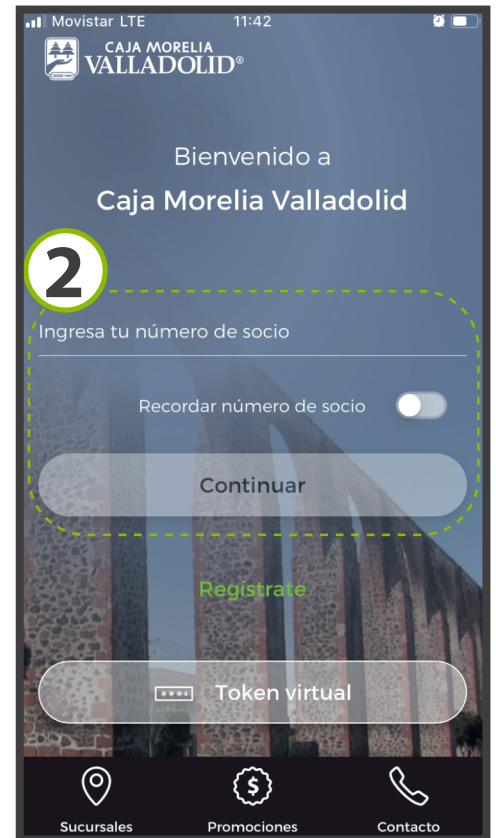 Movistar LTE 11:42
CAJA MORELIA
VALLADOLID®
Bienvenido a
Caja Morelia Valladolid
2
Ingresa tu número de socio
Recordar número de socio
Continuar
Regístrate
***4 Token virtual
$
Sucursales Promociones Contacto